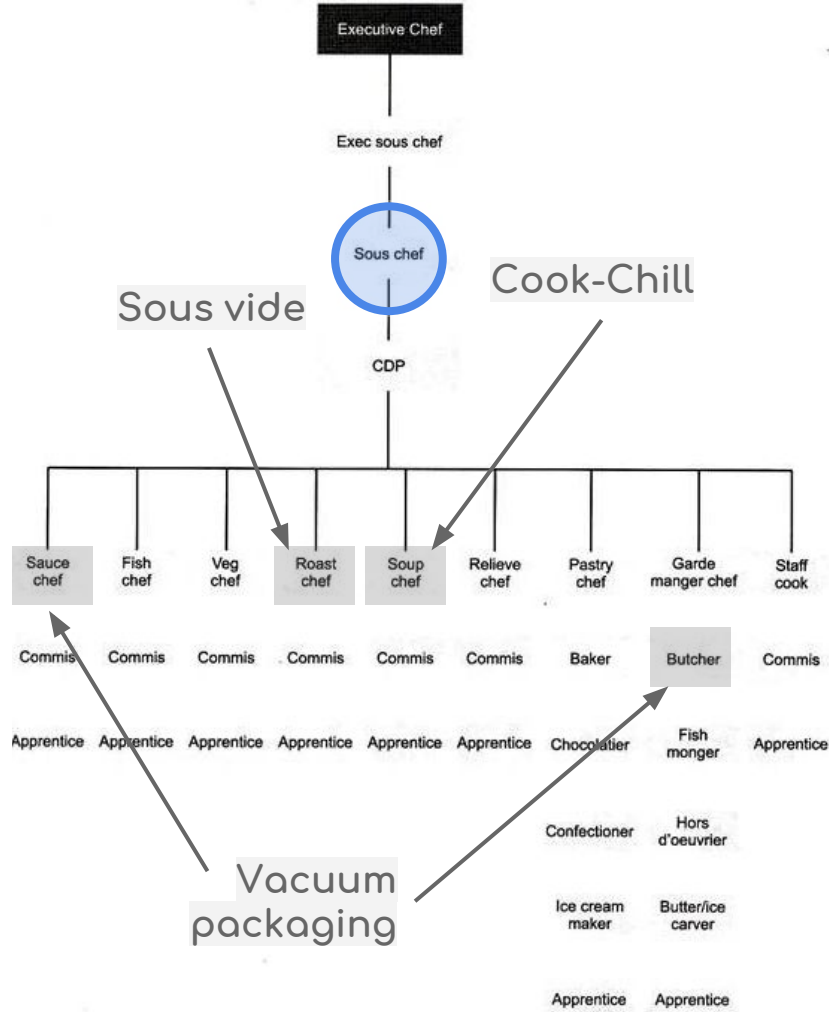 Executive Chef
Exec sous chef
Sous chef
Cook-Chill
Sous vide
CDP
Sauce
chef
Fish
chef
Veg
chef
Roast
chef
Soup
chef
Relieve
chef
Pastry
chef
Garde
manger chef
Staff
cook
Commis
Commis
Commis
Commis
Commis
Commis
Baker
Butcher
Commis
Apprentice
Apprentice
Apprentice
Apprentice
Apprentice
Apprentice
Chocolatier
Fish
monger
Apprentice
Confectioner
Hors
d'oeuvrier
Vacuum
packaging
Ice cream
maker
Butter/ice
carver
Apprentice
Apprentice